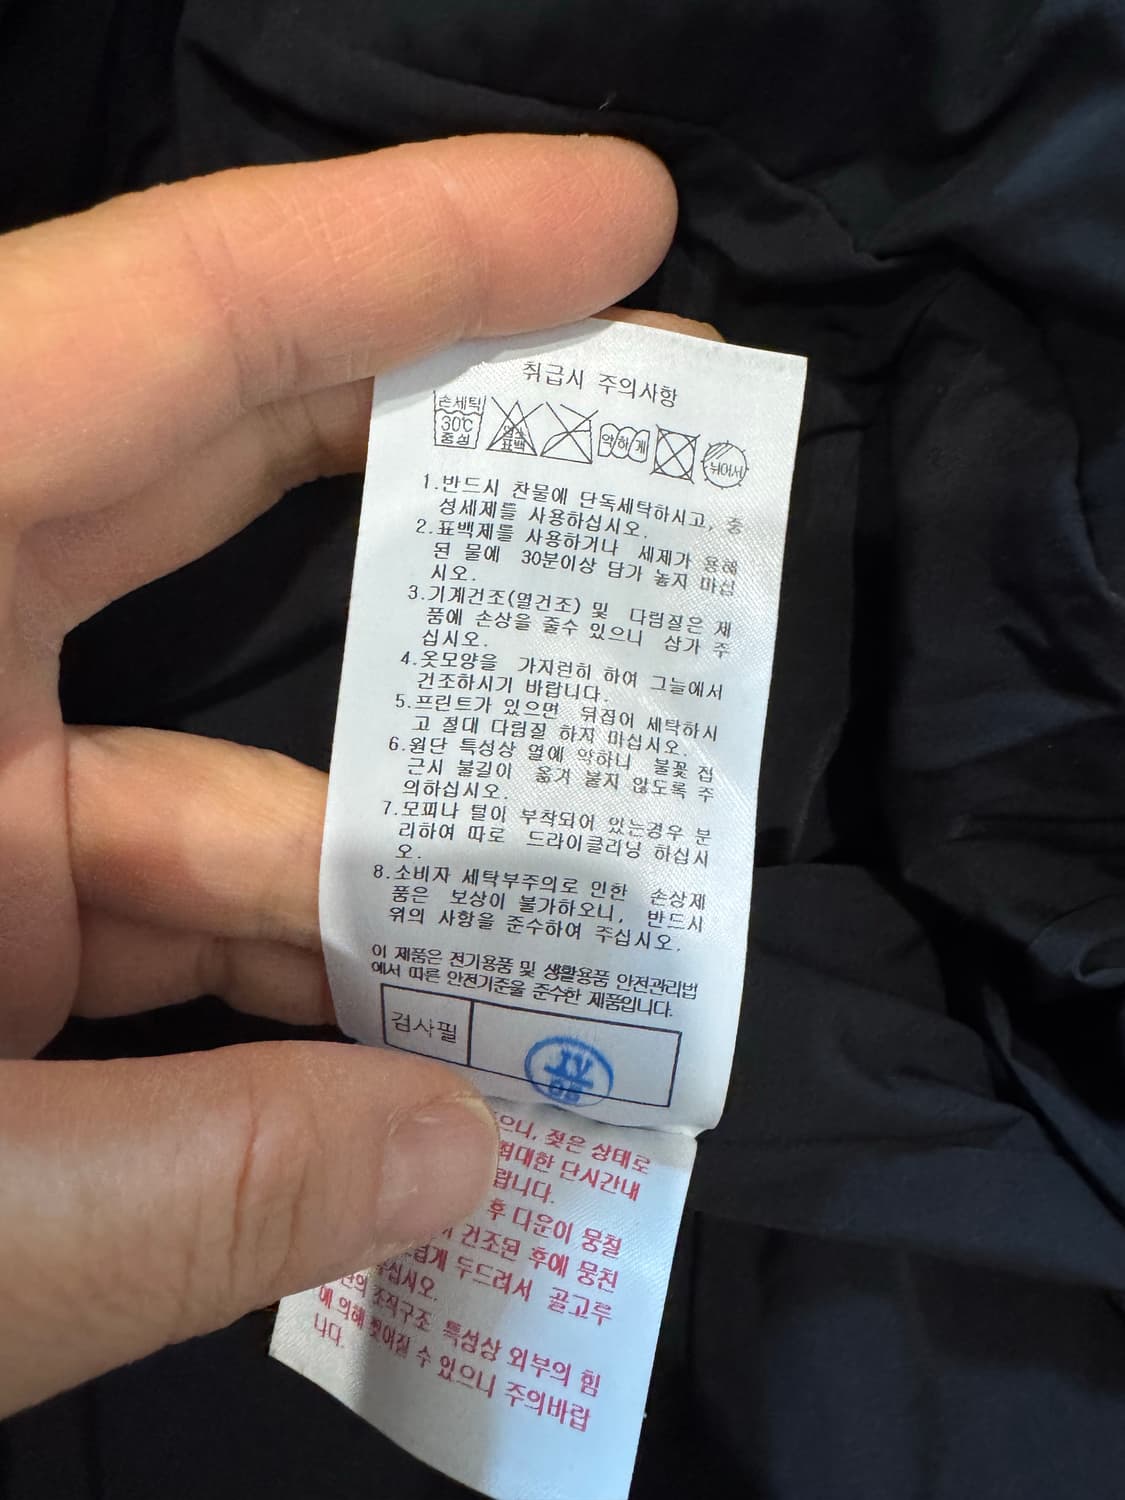 취급시 주의사항
손세탁
30℃
중성
염소
표백
약하게
뉘어서
1.반드시 찬물에 단독세탁하시고, 중
성세제를 사용하십시오.
2.표백제를 사용하거나 세제가 용해
된 물에 30분이상 담가 놓지 마십
시오.
3.기계건조(열건조) 및 다림질은 제
품에 손상을 줄수 있으니 삼가 주
십시오.
4.옷모양을 가지런히 하여 그늘에서
건조하시기 바랍니다.
5.프린트가 있으면 뒤집어 세탁하시
고 절대 다림질 하지 마십시오.
6.원단 특성상 열에 약하니 불꽃 접
근시 불길이 옮겨 붙지 않도록 주
의하십시오.
7.모피나 털이 부착되어 있는경우 분
리하여 따로 드라이클리닝 하십시
오.
8.소비자 세탁부주의로 인한 손상제
품은 보상이 불가하오니, 반드시
위의 사항을 준수하여 주십시오.
이 제품은 전기용품 및 생활용품 안전관리법
에서 따른 안전기준을 준수한 제품입니다.
검사필
으니, 젖은 상태로
최대한 단시간내
랍니다.
후 다운이 뭉칠
건조된 후에 뭉친
럽게 두드려서 골고루
주십시오.
단의 조직구조 특성상 외부의 힘
에 의해 찢어질 수 있으니 주의바랍
니다.